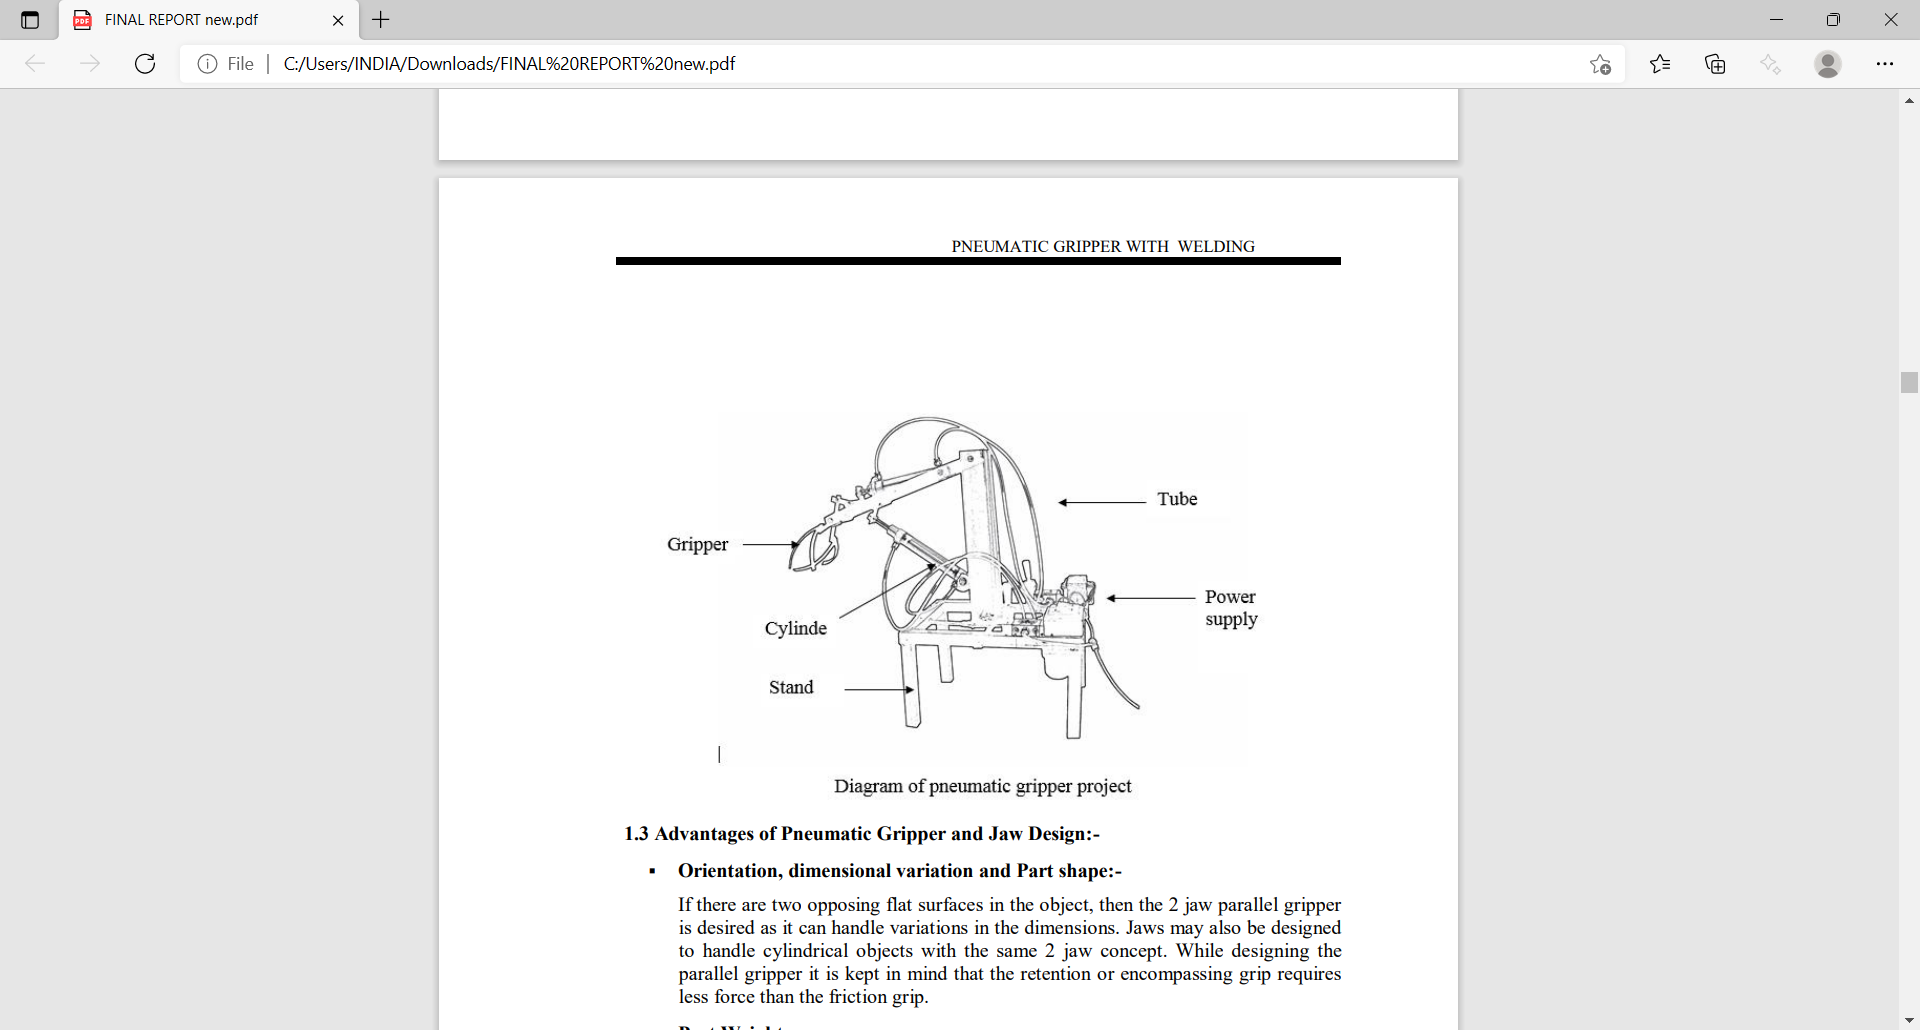 FINAL REPORT new.pdf
File
C:/Users/INDIA/Downloads/FINAL%20REPORT%20new.pdf
PNEUMATIC GRIPPER WITH WELDING
Tube
Gripper
Power
supply
Cylinde
Stand
Diagram of pneumatic gripper project
1.3 Advantages of Pneumatic Gripper and Jaw Design:-
▪ Orientation, dimensional variation and Part shape:-
If there are two opposing flat surfaces in the object, then the 2 jaw parallel gripper
is desired as it can handle variations in the dimensions. Jaws may also be designed
to handle cylindrical objects with the same 2 jaw concept. While designing the
parallel gripper it is kept in mind that the retention or encompassing grip requires
less force than the friction grip.